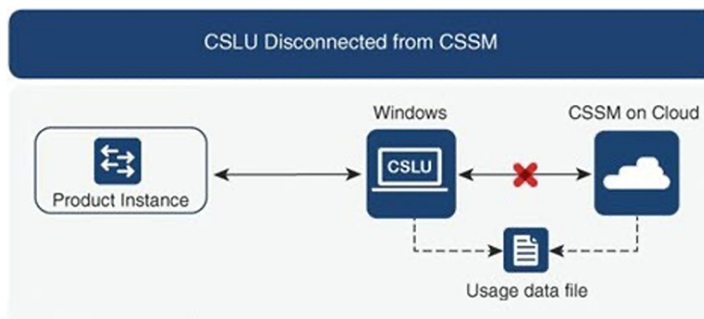 CSLU Disconnected from CSSM
Windows
CSSM on Cloud
CSLU
Product Instance
Usage data file